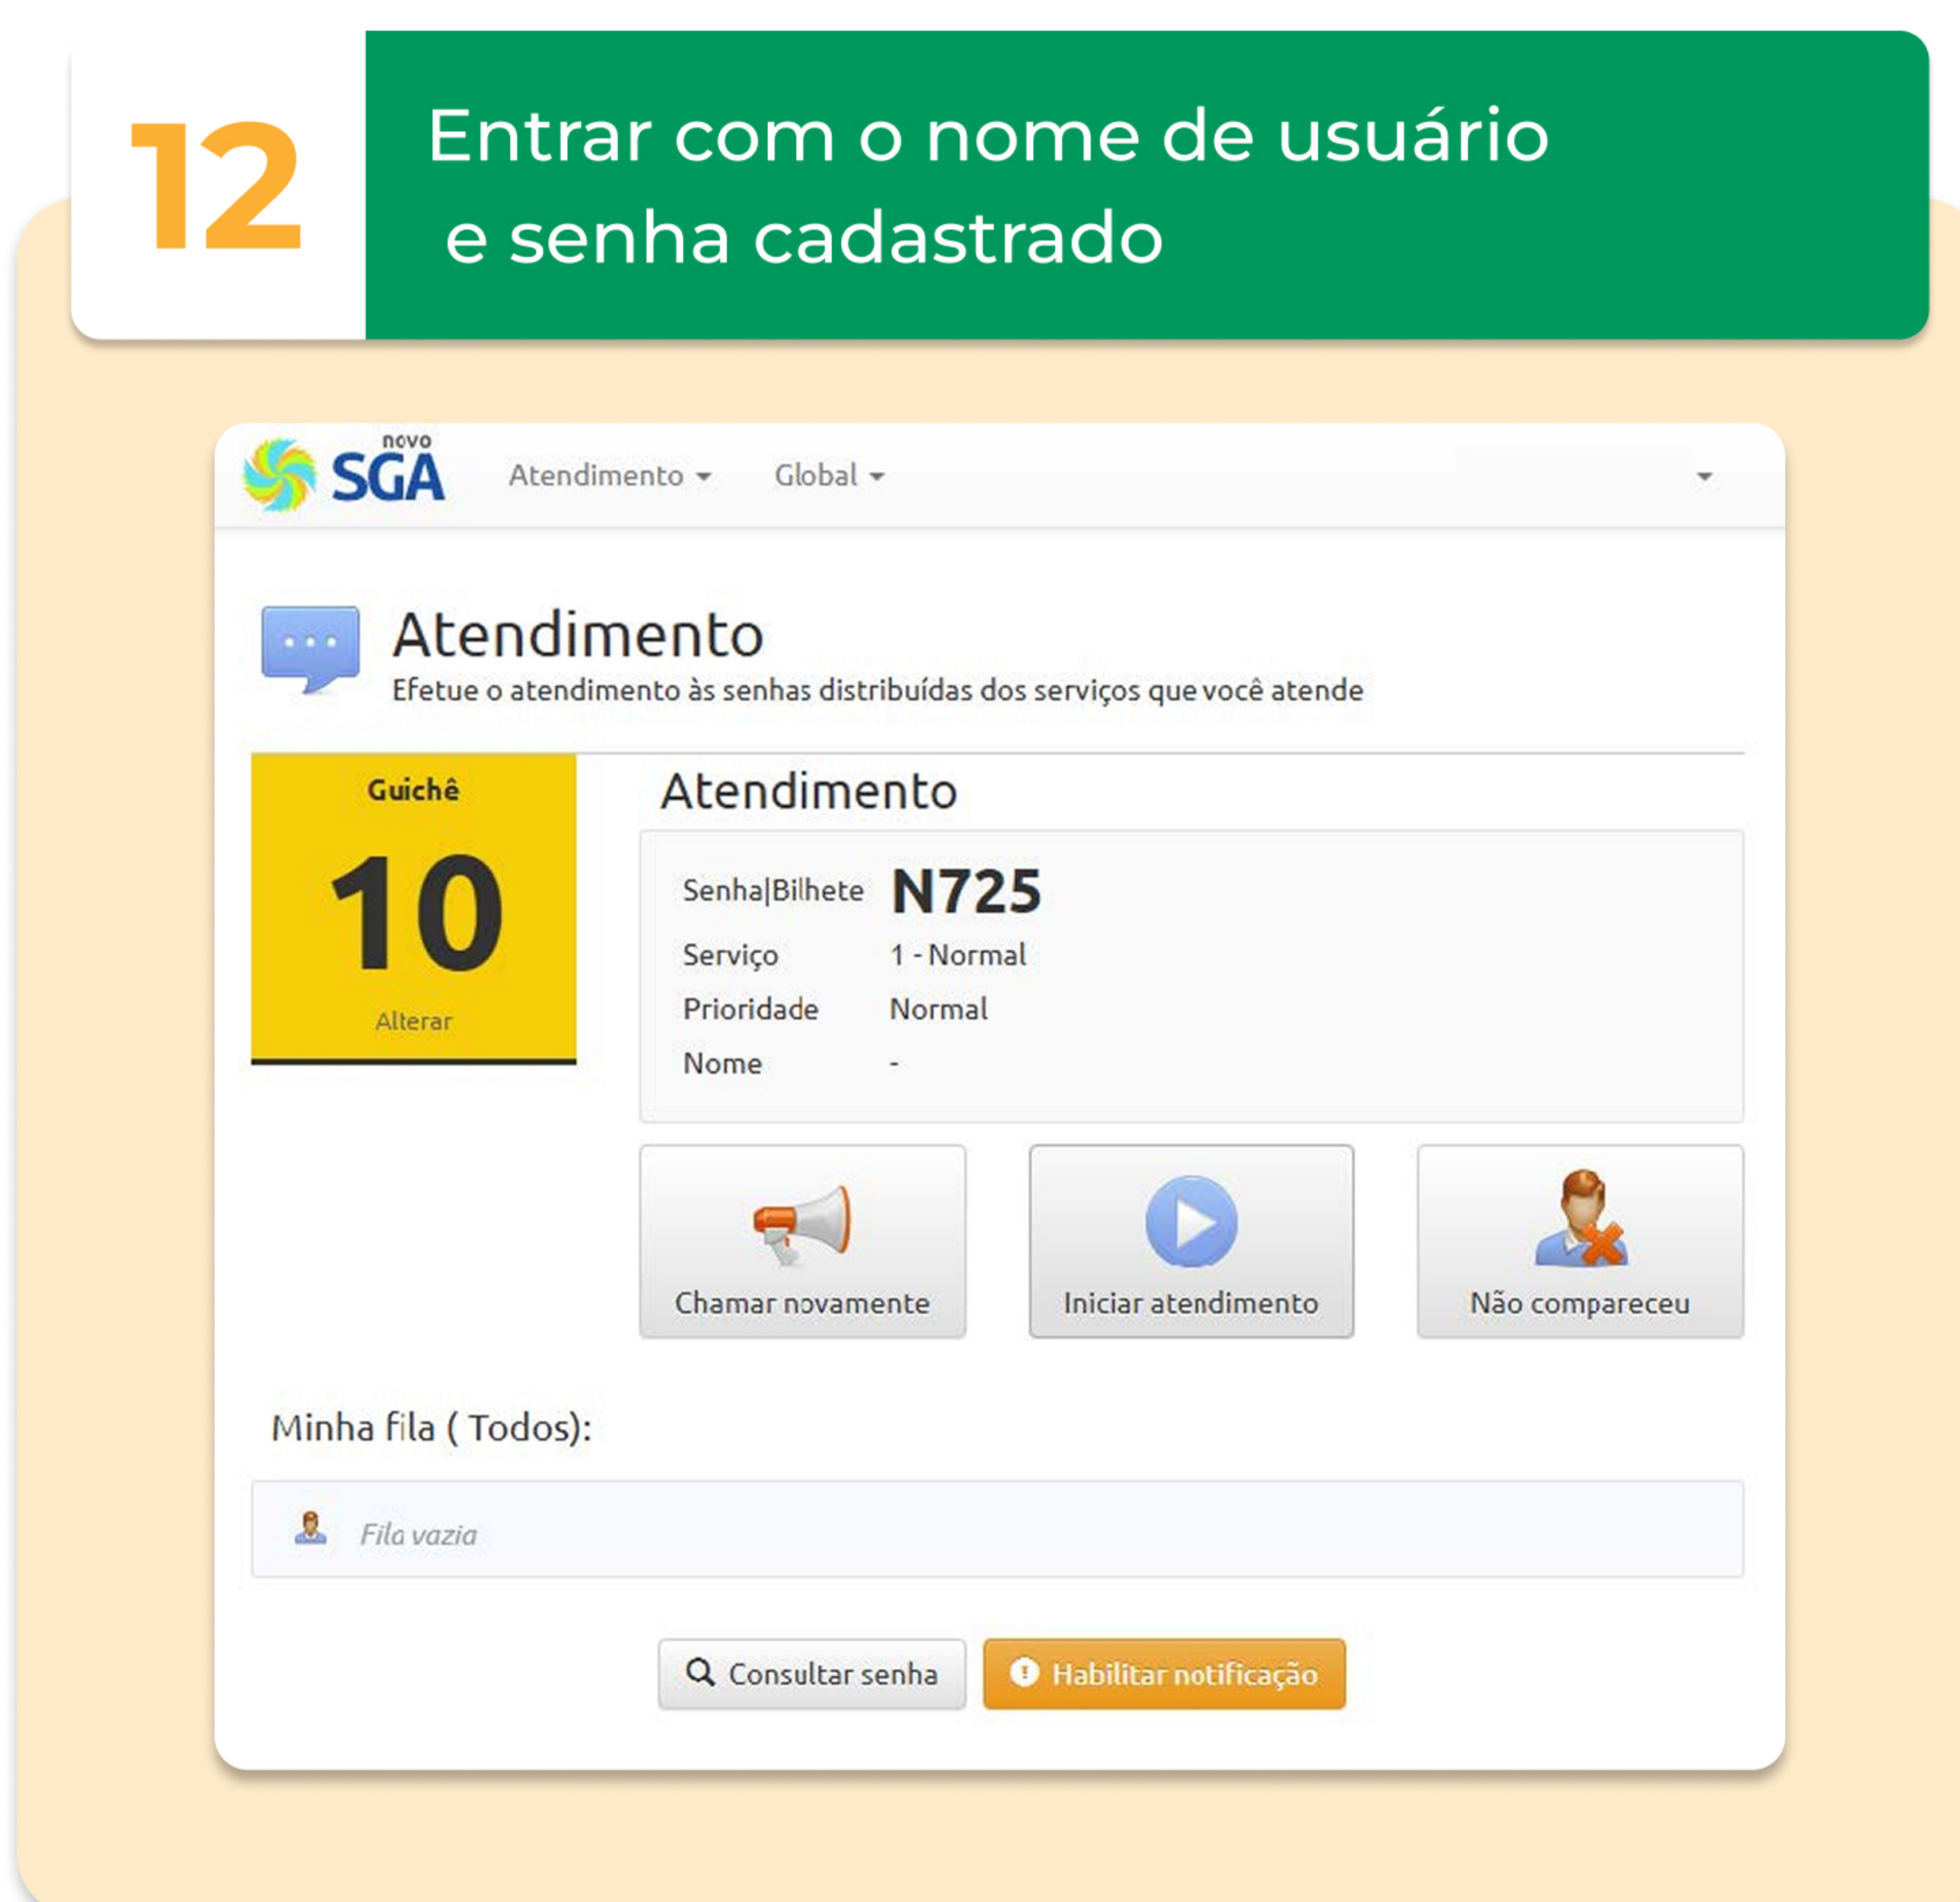 12
Entrar com o nome de usuário
e senha cadastrado
novo
SGA
Atendimento
Global
Atendimento
Efetue o atendimento às senhas distribuídas dos serviços que você atende
Guichê
10
Alterar
Atendimento
Senha|Bilhete N725
Serviço 1 - Normal
Prioridade Normal
Nome -
Chamar novamente
Iniciar atendimento
Não compareceu
Minha fila ( Todos):
Fila vazia
Consultar senha
Habilitar notificação